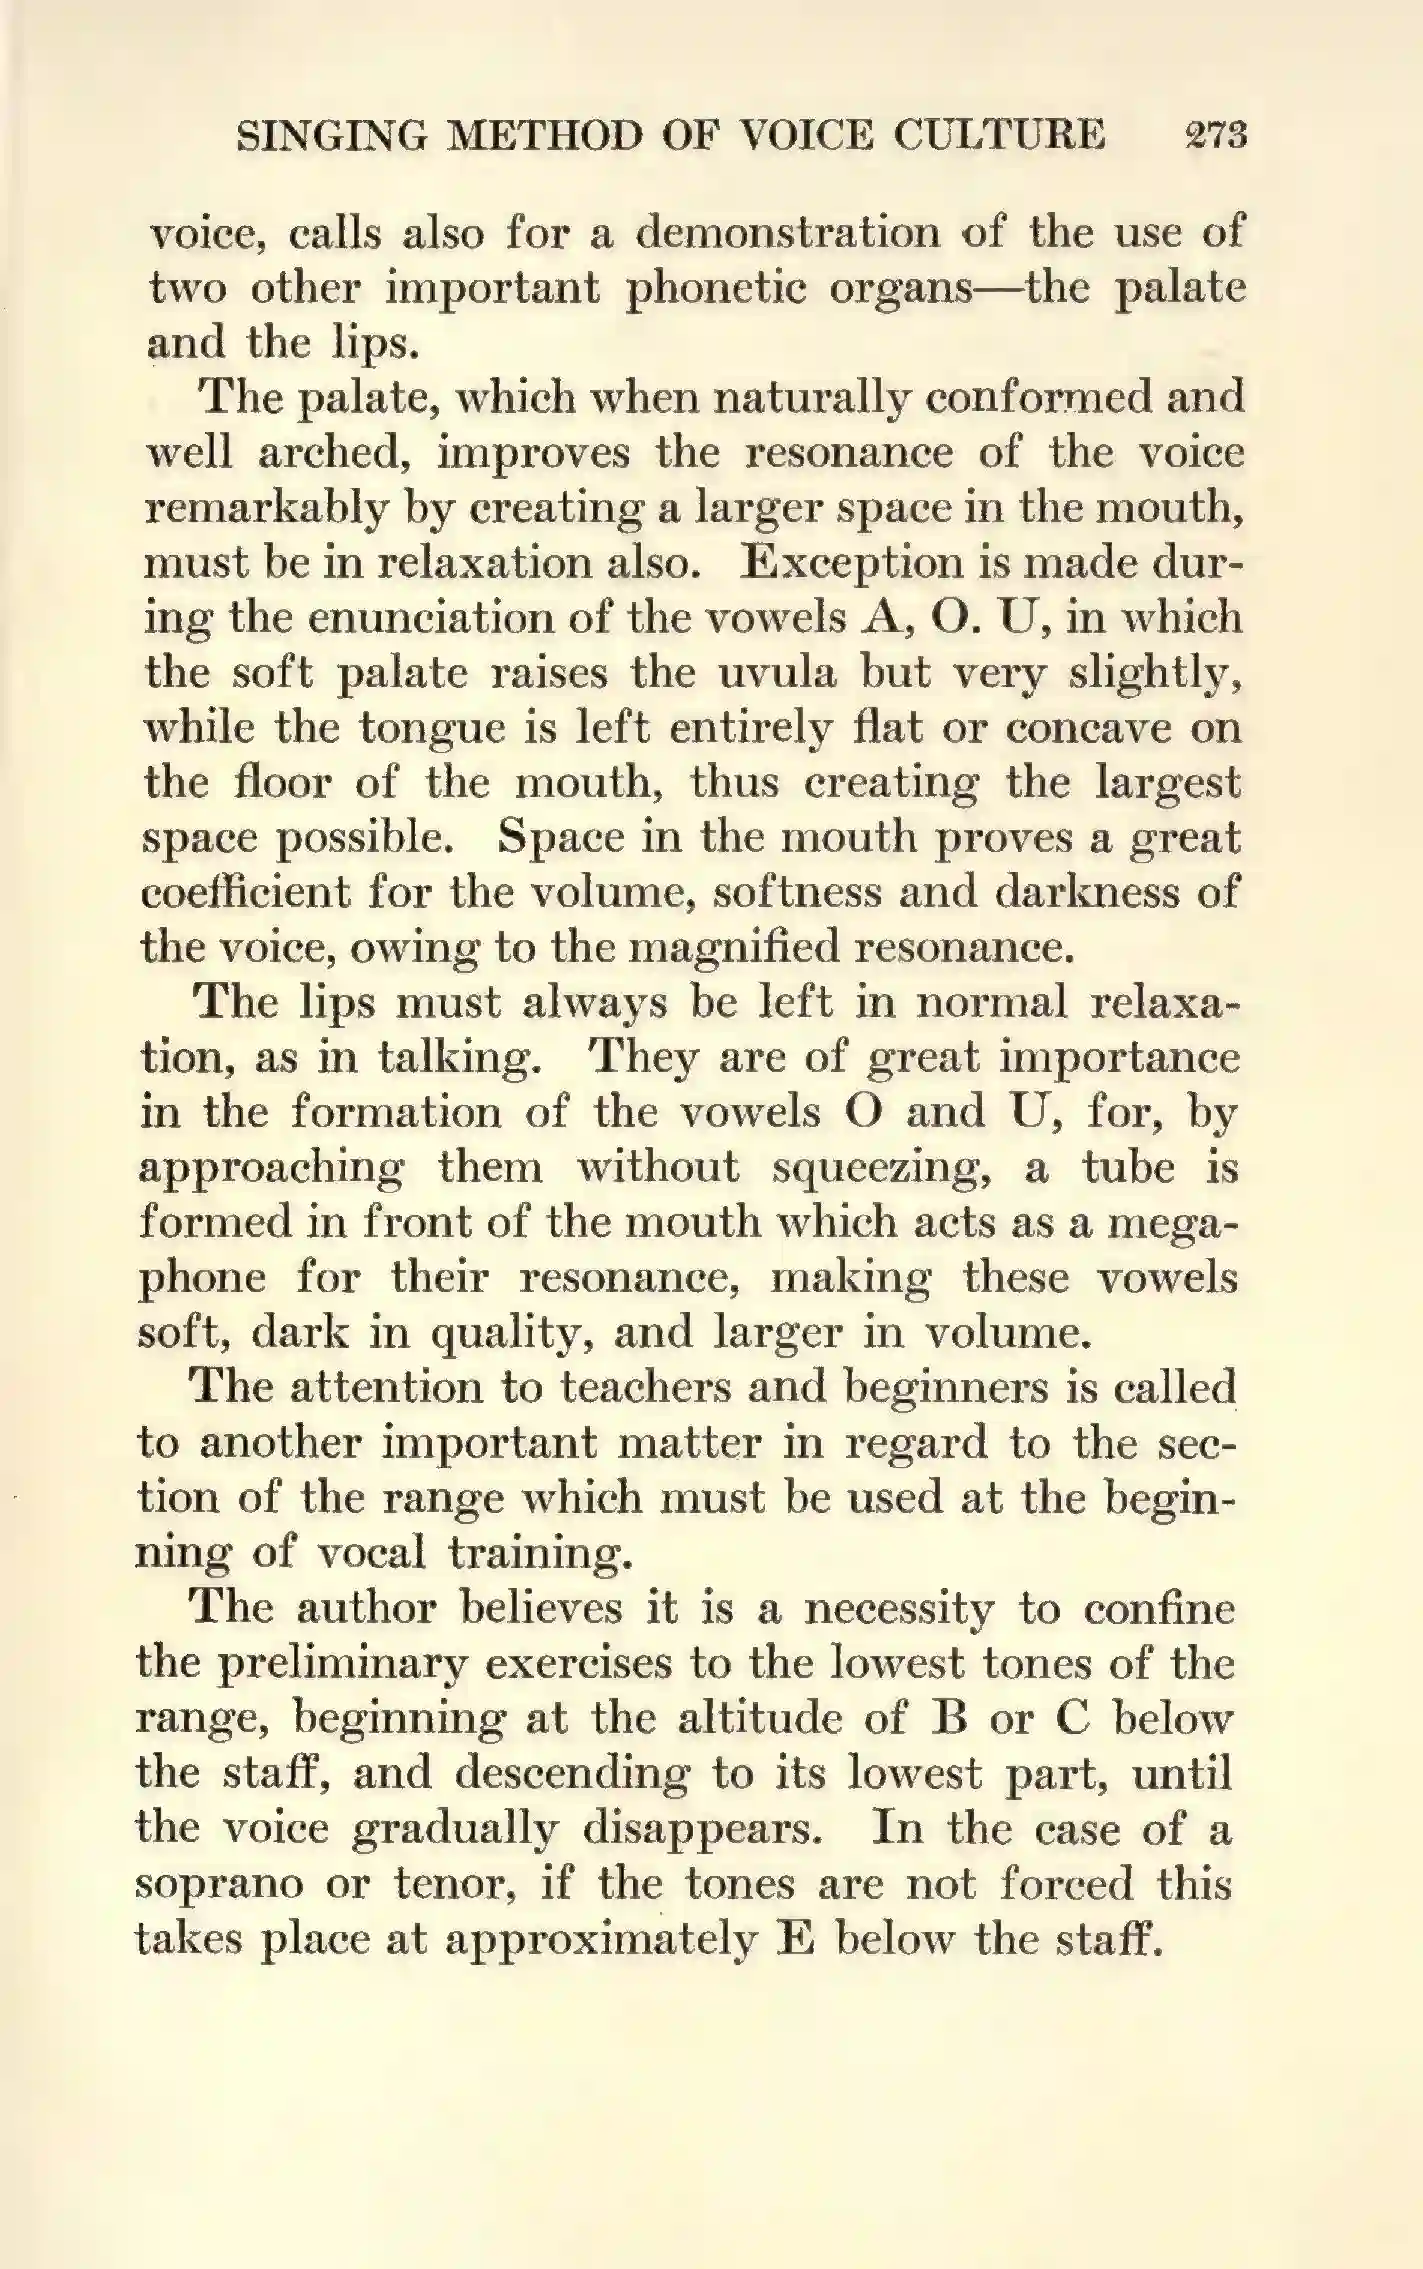 SINGING METHOD OF VOICE CULTURE 273
voice, calls also for a demonstration of the use of
two other important phonetic organs—the palate
and the lips.
The palate, which when naturally conformed and
well arched, improves the resonance of the voice
remarkably by creating a larger space in the mouth,
must be in relaxation also. Exception is made dur-
ing the enunciation of the vowels A, O. U, in which
the soft palate raises the uvula but very slightly,
while the tongue is left entirely flat or concave on
the floor of the mouth, thus creating the largest
space possible. Space in the mouth proves a great
coefficient for the volume, softness and darkness of
the voice, owing to the magnified resonance.
The lips must always be left in normal relaxa-
tion, as in talking. They are of great importance
in the formation of the vowels O and U, for, by
approaching them without squeezing, a tube is
formed in front of the mouth which acts as a mega-
phone for their resonance, making these vowels
soft, dark in quality, and larger in volume.
The attention to teachers and beginners is called
to another important matter in regard to the sec-
tion of the range which must be used at the begin-
ning of vocal training.
The author believes it is a necessity to confine
the preliminary exercises to the lowest tones of the
range, beginning at the altitude of B or C below
the staff, and descending to its lowest part, until
the voice gradually disappears. In the case of a
soprano or tenor, if the tones are not forced this
takes place at approximately E below the staff.